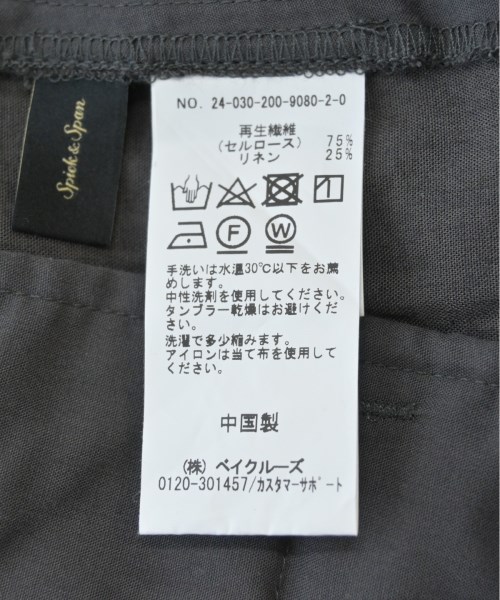 Spick & Span
NO. 24-030-200-9080-2-0
再生繊維
(セルロース) 75%
リネン 25%
F
W
手洗いは水温30℃以下をお薦
めします。
中性洗剤を使用してください。
タンブラー乾燥はお避けくださ
い。
洗濯で多少縮みます。
アイロンは当て布を使用してく
ださい。
中国製
(株) ベイクルーズ
0120-301457/カスタマーサポート